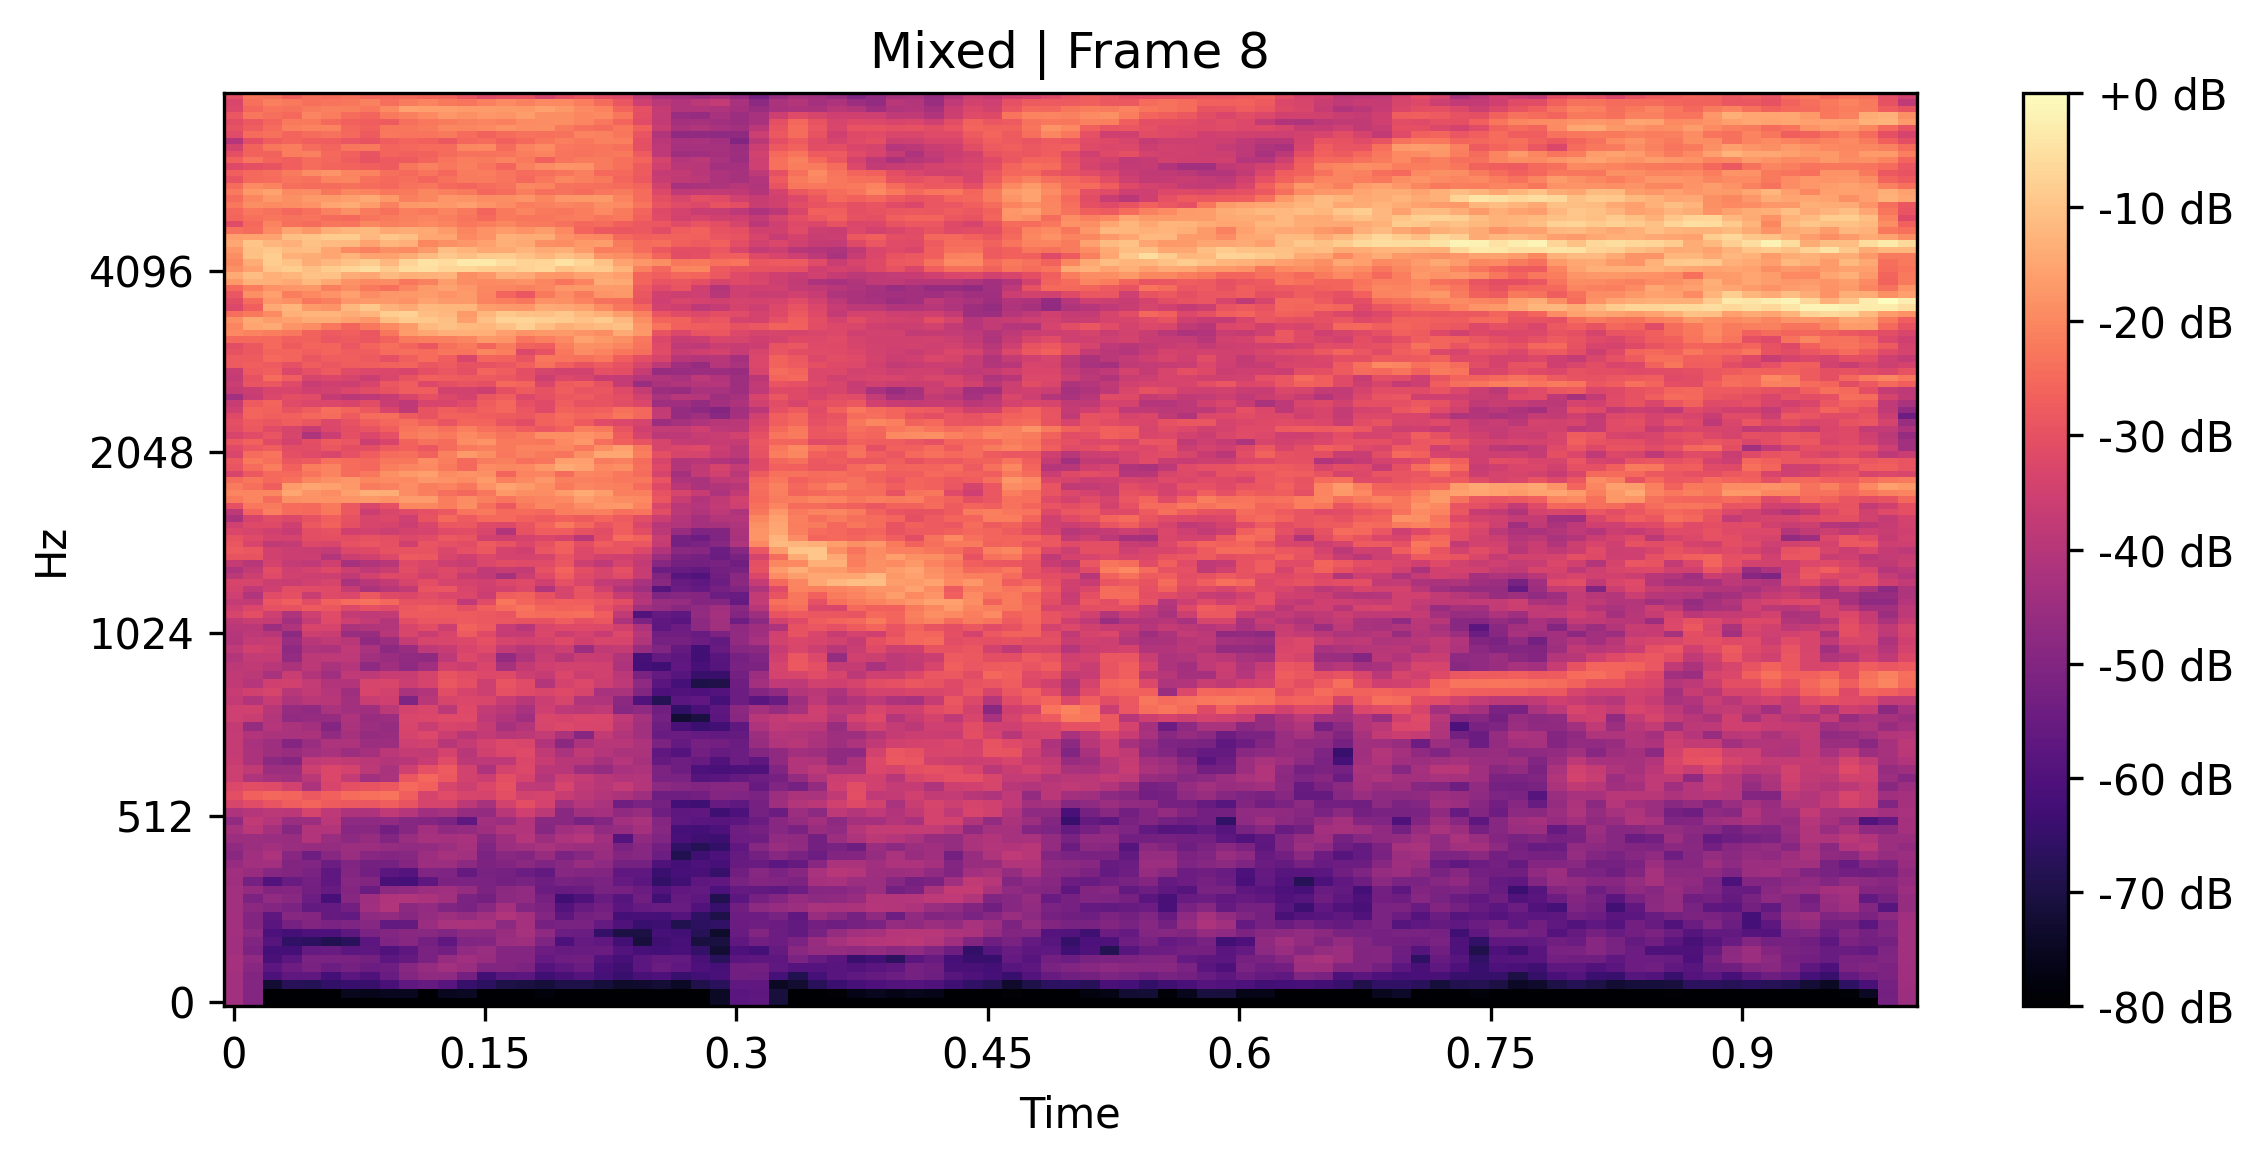 Mixed | Frame 8
+0 dB
-10 dB
-20 dB
-30 dB
-40 dB
-50 dB
-60 dB
-70 dB
-80 dB
Hz
4096
2048
1024
512
0
0 0.15 0.3 0.45 0.6 0.75 0.9
Time